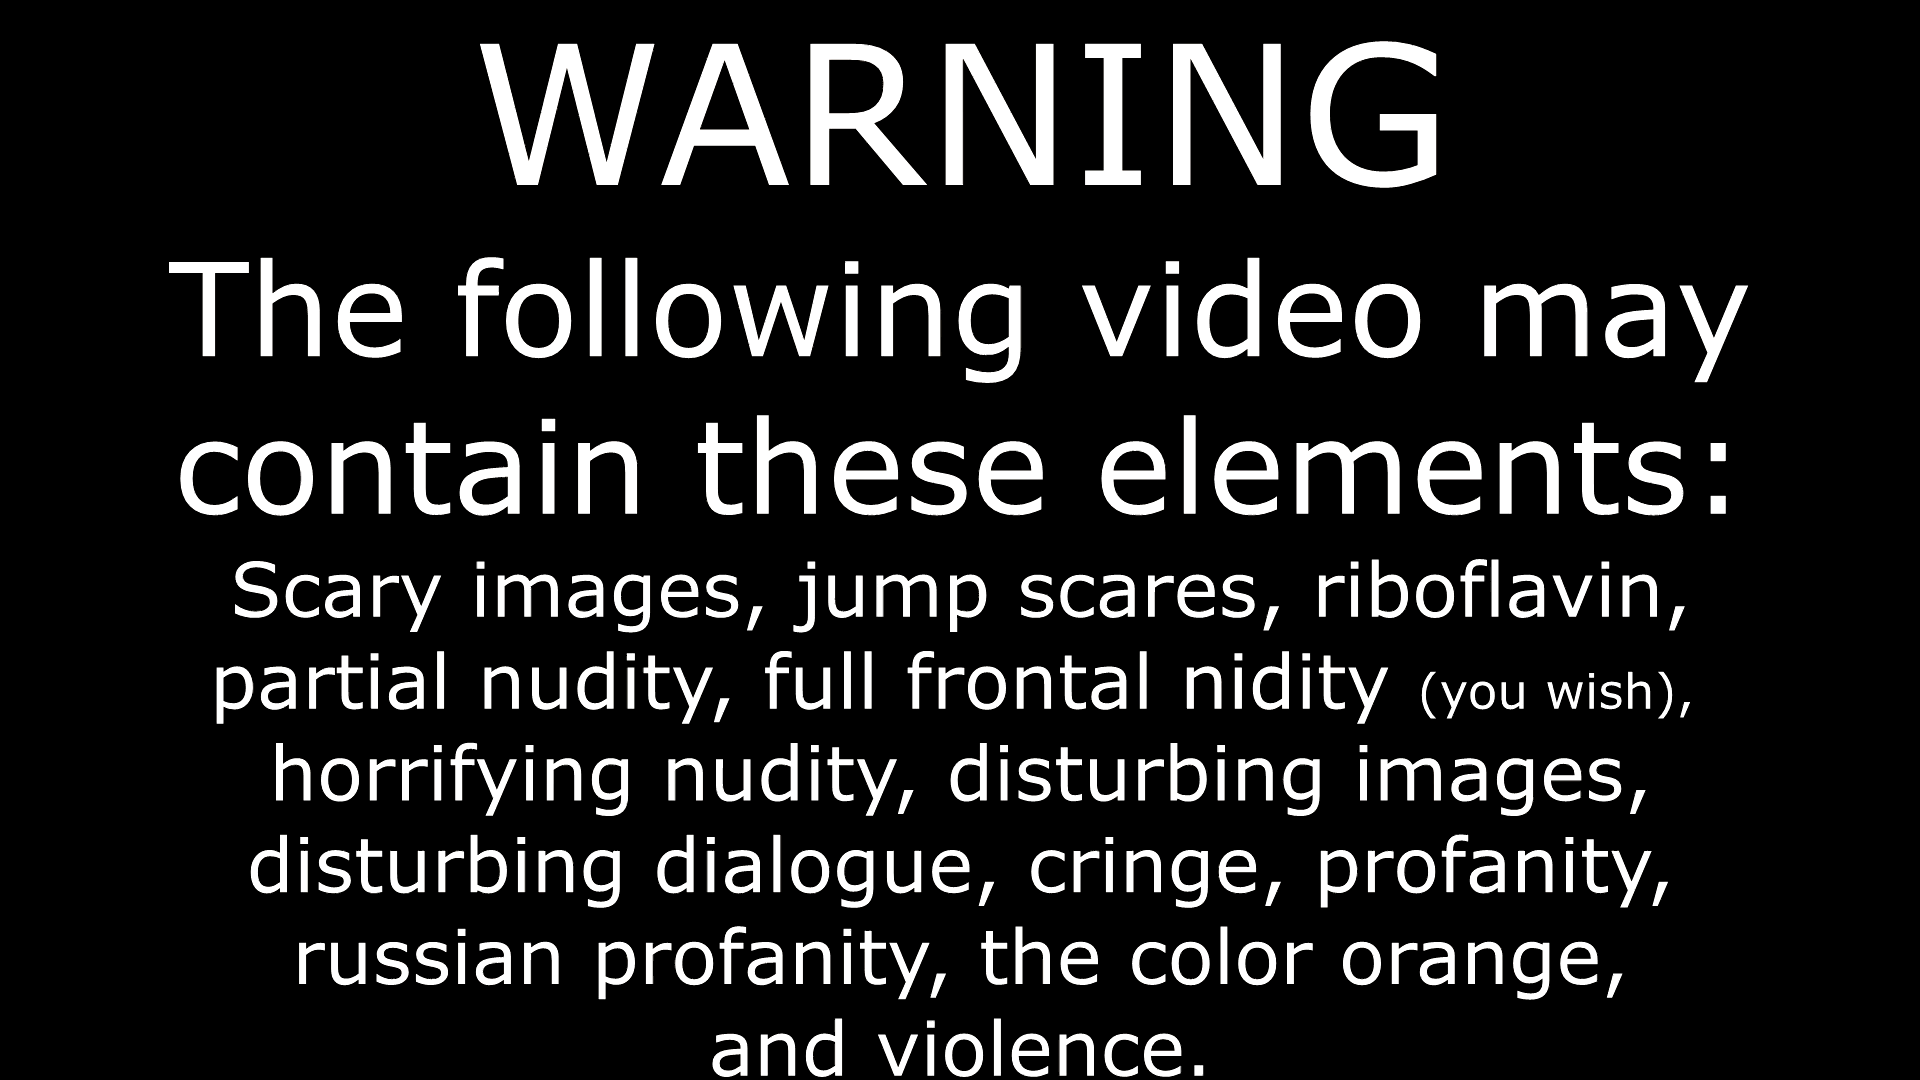 WARNING
The following video may
contain these elements:
Scary images, jump scares, riboflavin,
partial nudity, full frontal nidity (you wish),
horrifying nudity, disturbing images,
disturbing dialogue, cringe, profanity,
russian profanity, the color orange,
and violence.